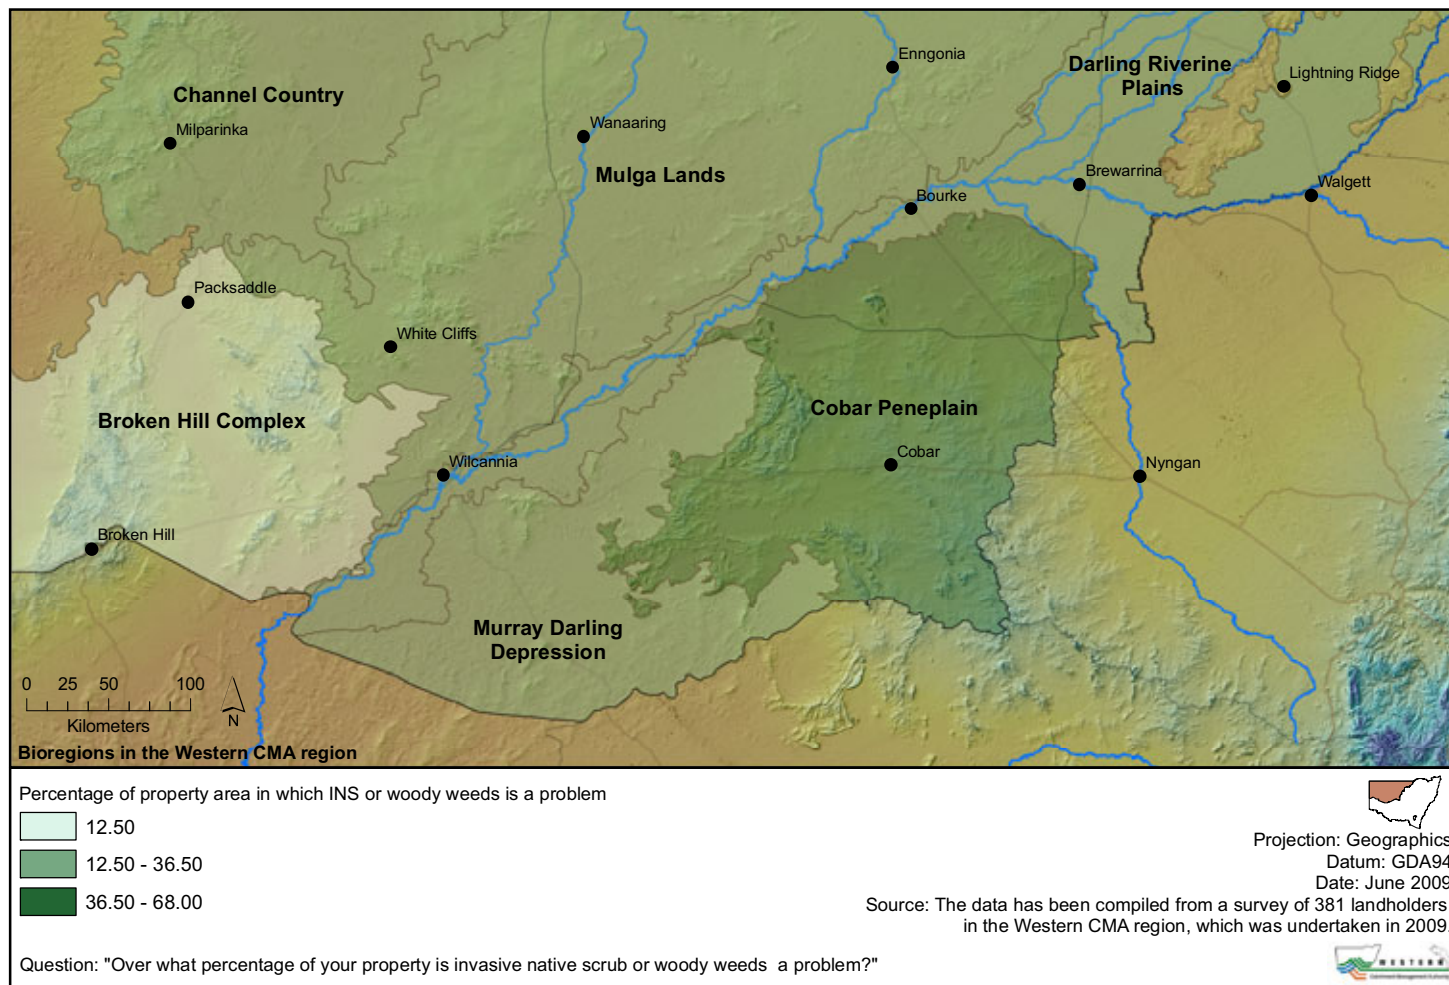 Enngonia
Darling Riverine
Plains
Lightning Ridge
Channel Country
Milparinka
Wanaaring
Mulga Lands
Brewarrina
Walgett
Bourke
Packsaddle
White Cliffs
Broken Hill Complex
Cobar Peneplain
Cobar
Wilcannia
Nyngan
Broken Hill
Murray Darling
Depression
0 25 50 100
Kilometers
N
Bioregions in the Western CMA region
Percentage of property area in which INS or woody weeds is a problem
12.50
12.50 - 36.50
36.50 - 68.00
Projection: Geographics
Datum: GDA94
Date: June 2009
Source: The data has been compiled from a survey of 381 landholders
in the Western CMA region, which was undertaken in 2009.
Question: "Over what percentage of your property is invasive native scrub or woody weeds  a problem?"
WESTERN